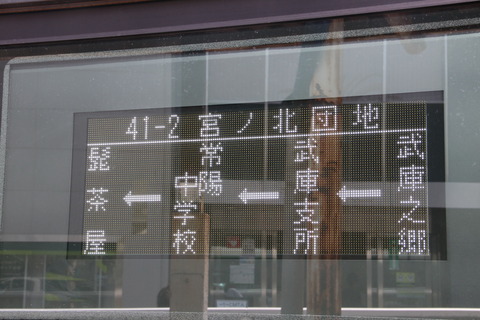 41-2 宮ノ北団地
武庫之郷
←
武庫支所
←
常陽中学校
←
髭茶屋